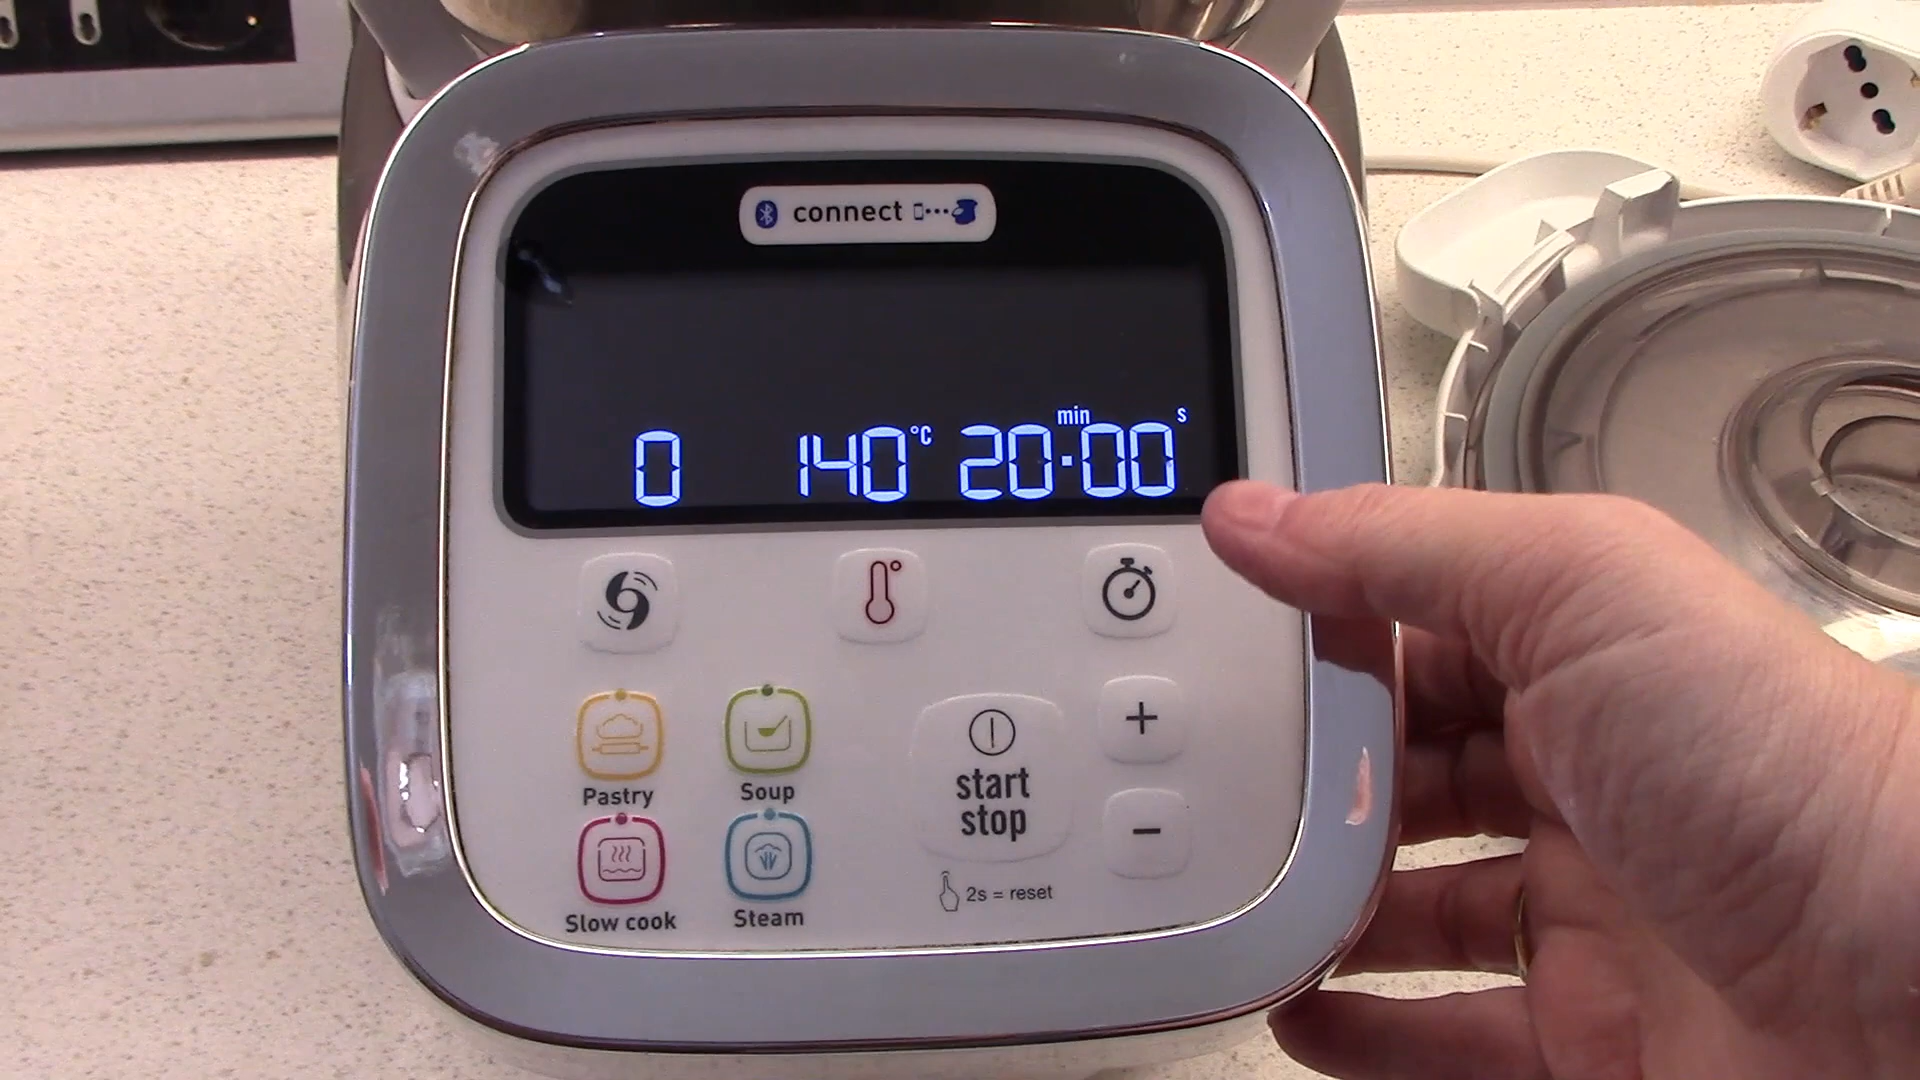 connect
min s
0 140°C 20:00
Pastry
Soup
start
stop
+
−
2s = reset
Slow cook
Steam